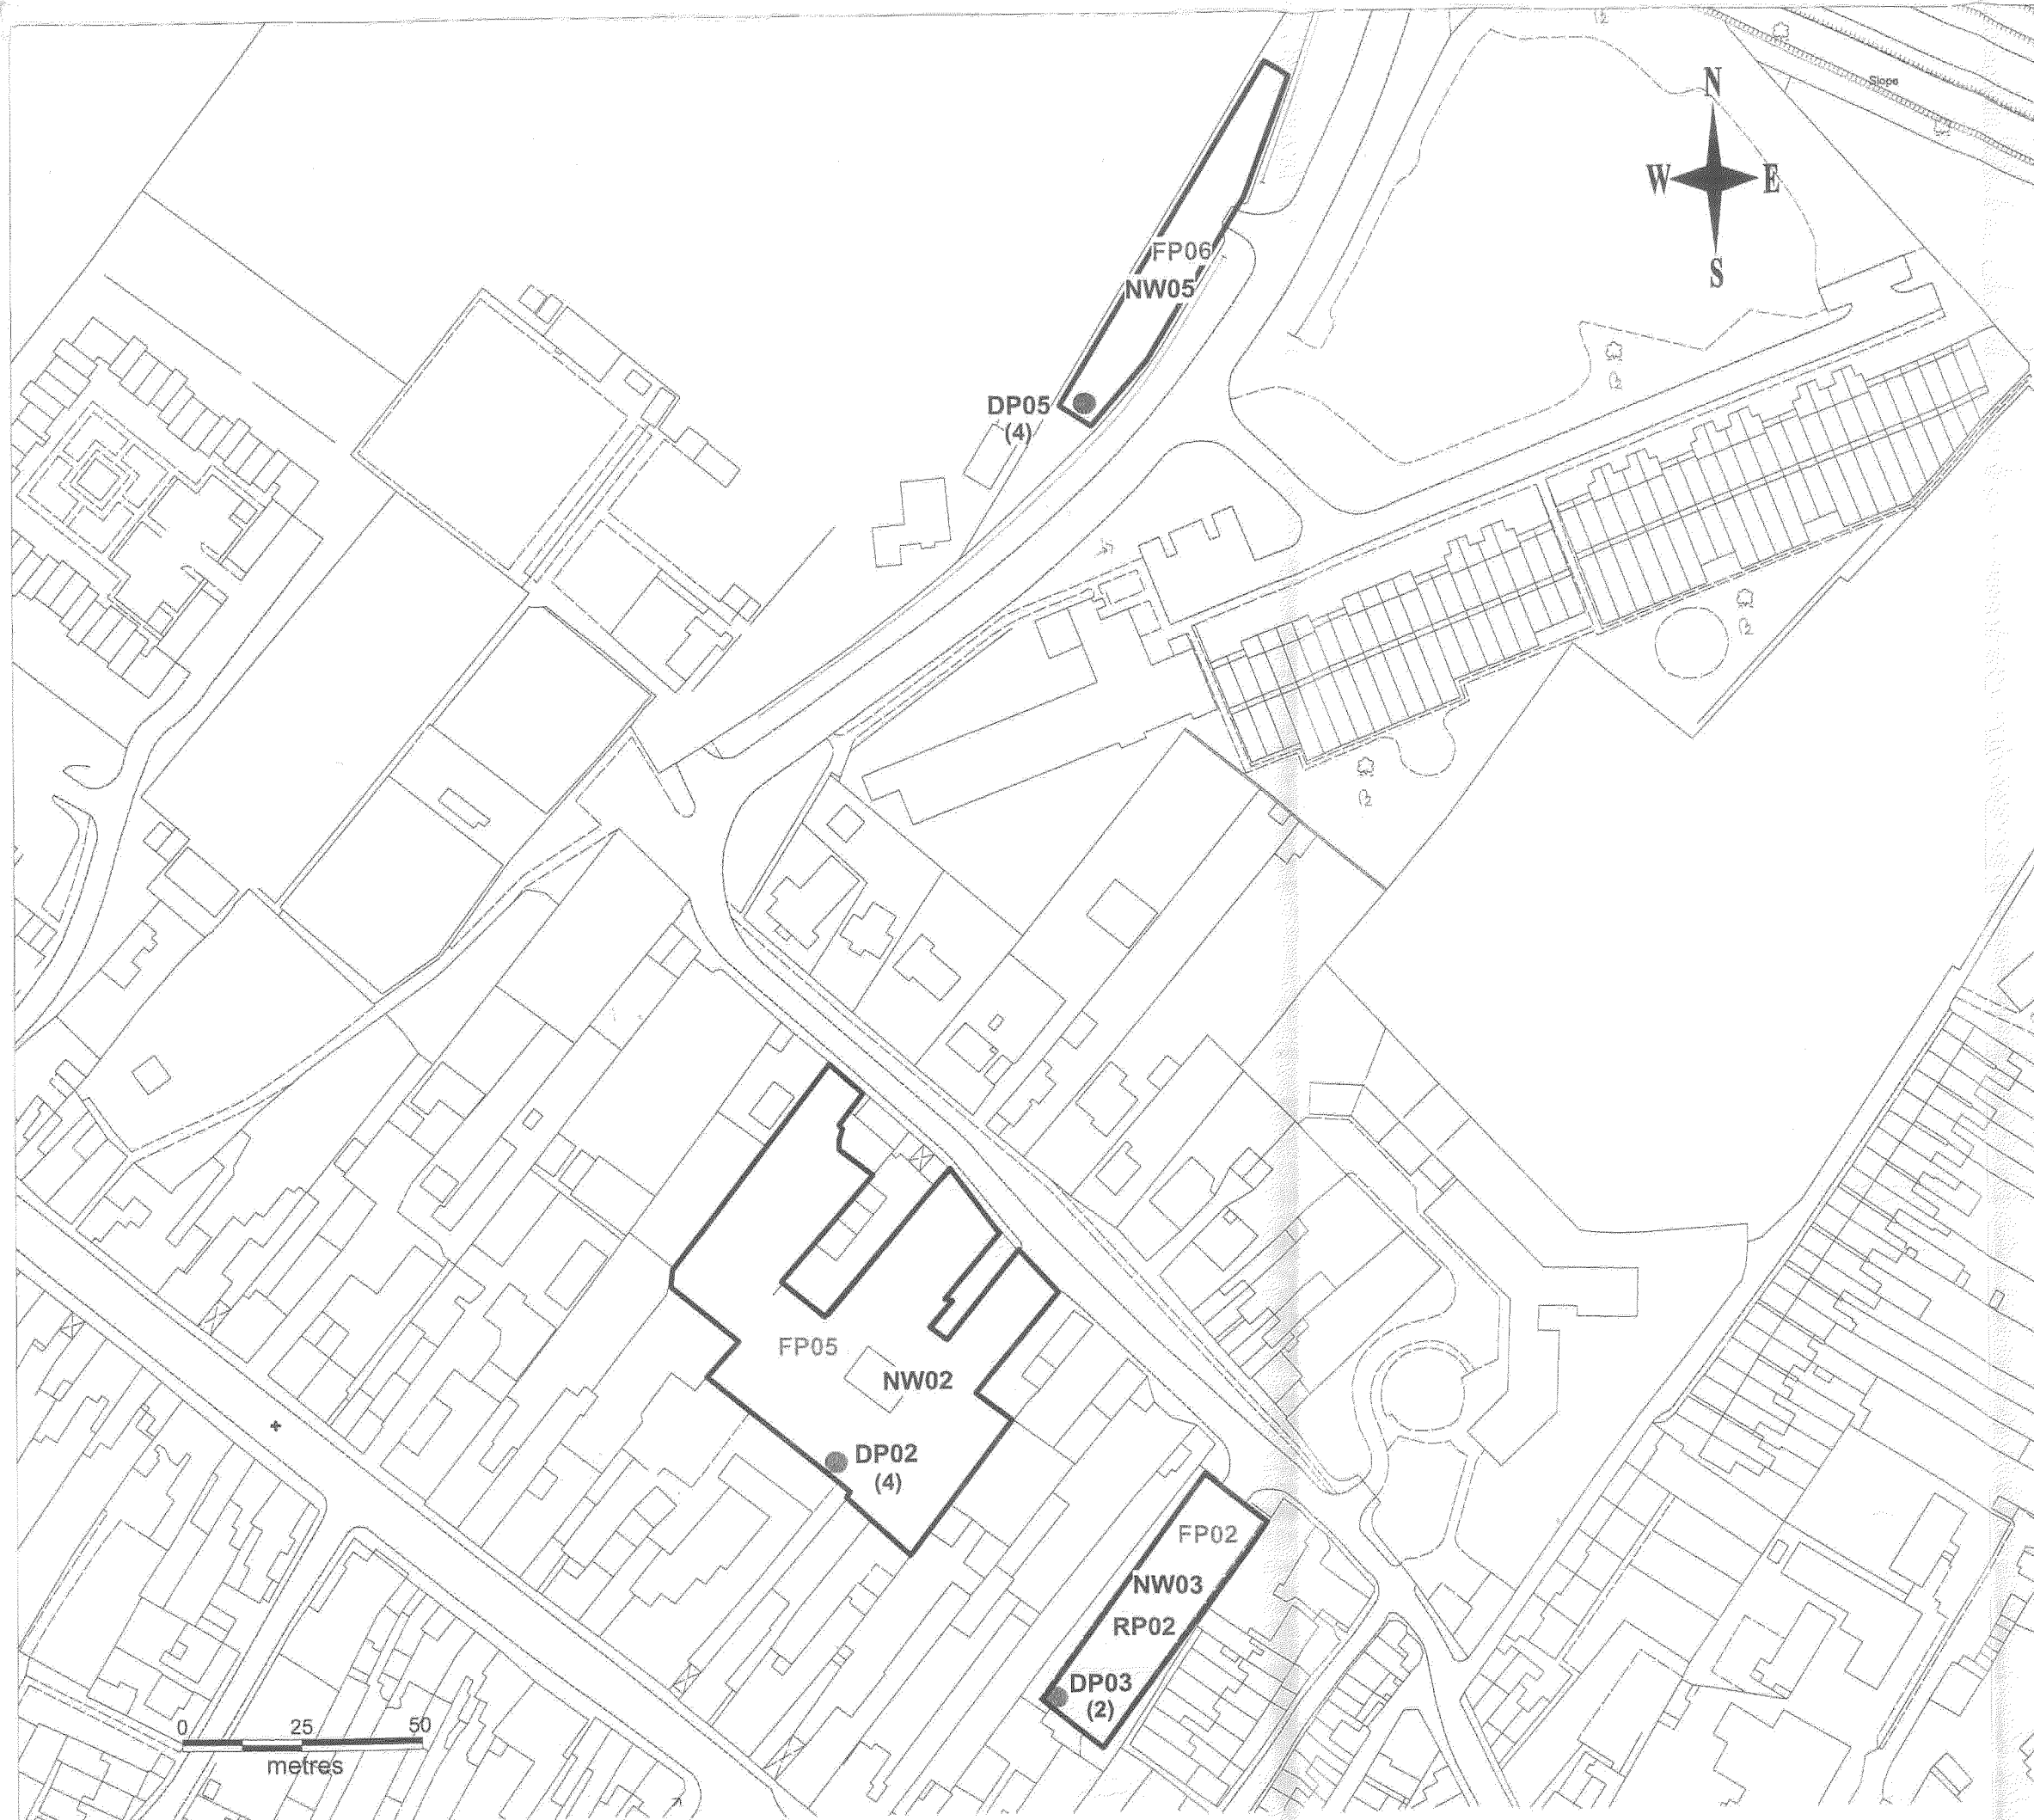 Slope
N
W E
S
FP06
NW05
DP05
(4)
FP05
NW02
DP02
(4)
FP02
NW03
RP02
DP03
(2)
0 25 50
metres